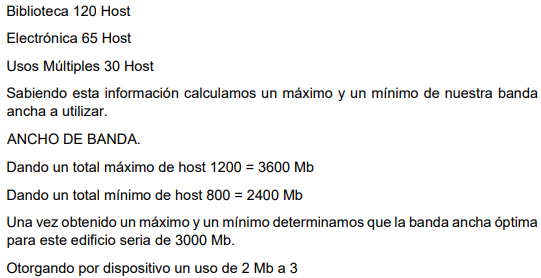 Biblioteca 120 Host
Electrónica 65 Host
Usos Múltiples 30 Host
Sabiendo esta información calculamos un máximo y un mínimo de nuestra banda
ancha a utilizar.
ANCHO DE BANDA.
Dando un total máximo de host 1200 = 3600 Mb
Dando un total mínimo de host 800 = 2400 Mb
Una vez obtenido un máximo y un mínimo determinamos que la banda ancha óptima
para este edificio seria de 3000 Mb.
Otorgando por dispositivo un uso de 2 Mb a 3